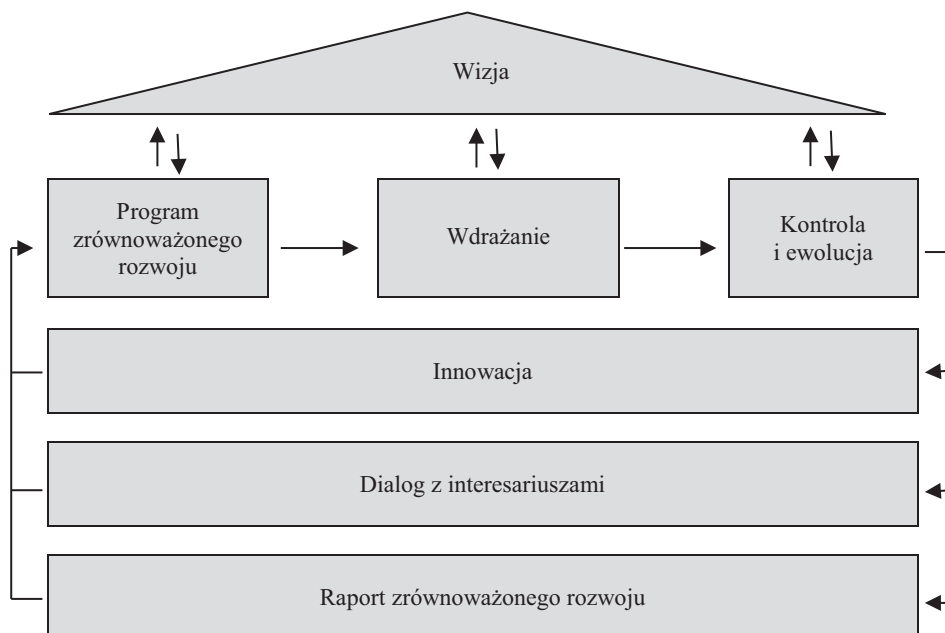 Wizja
Program
zrównoważonego
rozwoju
Wdrażanie
Kontrola
i ewolucja
Innowacja
Dialog z interesariuszami
Raport zrównoważonego rozwoju